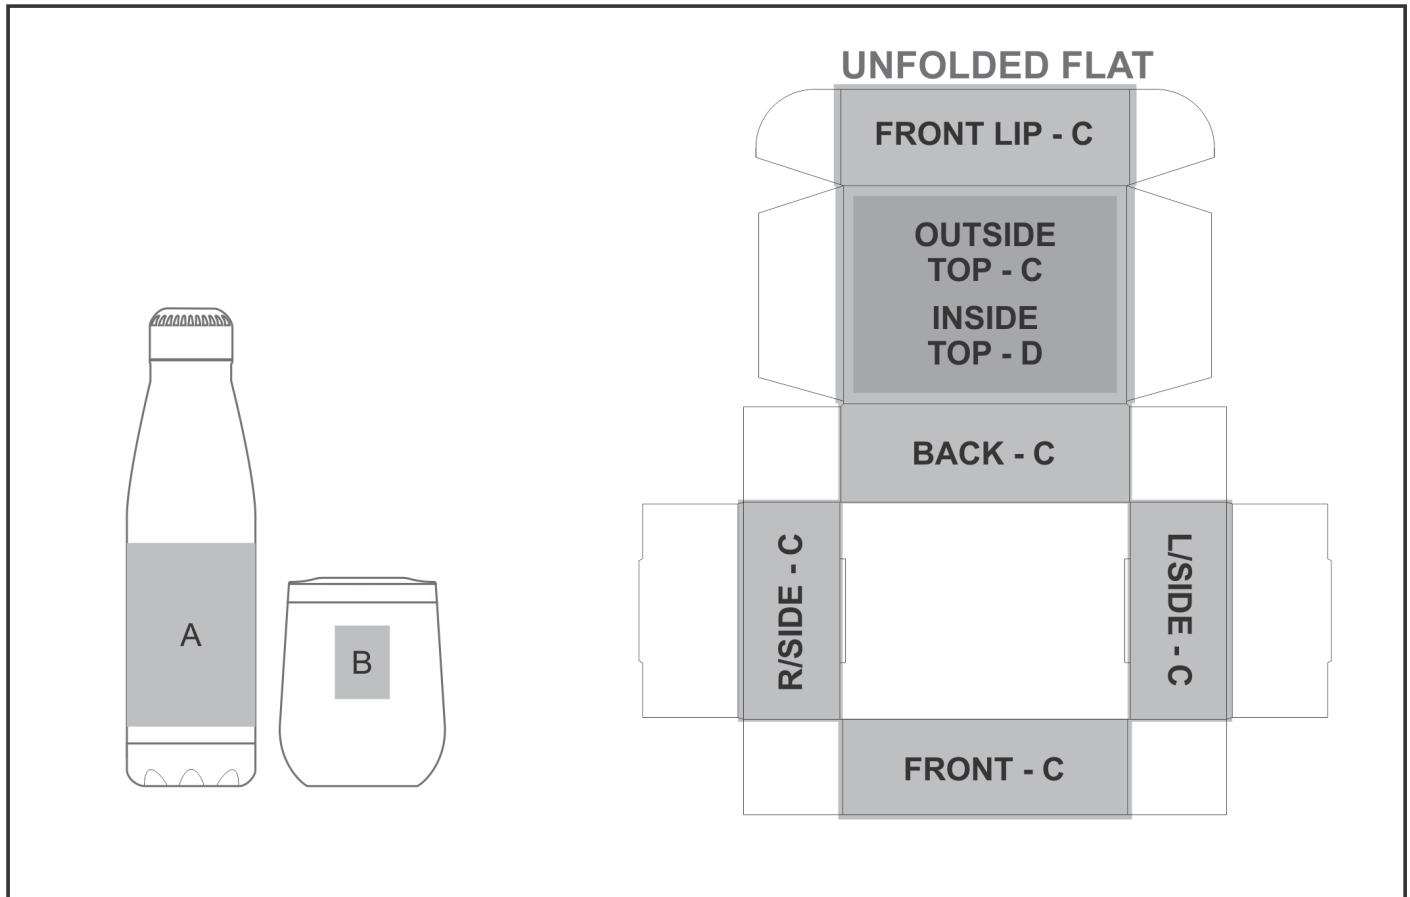 UNFOLDED FLAT
FRONT LIP - C
OUTSIDE
TOP - C
INSIDE
TOP - D
BACK - C
R/SIDE - C
L/SIDE - C
FRONT - C
A
B